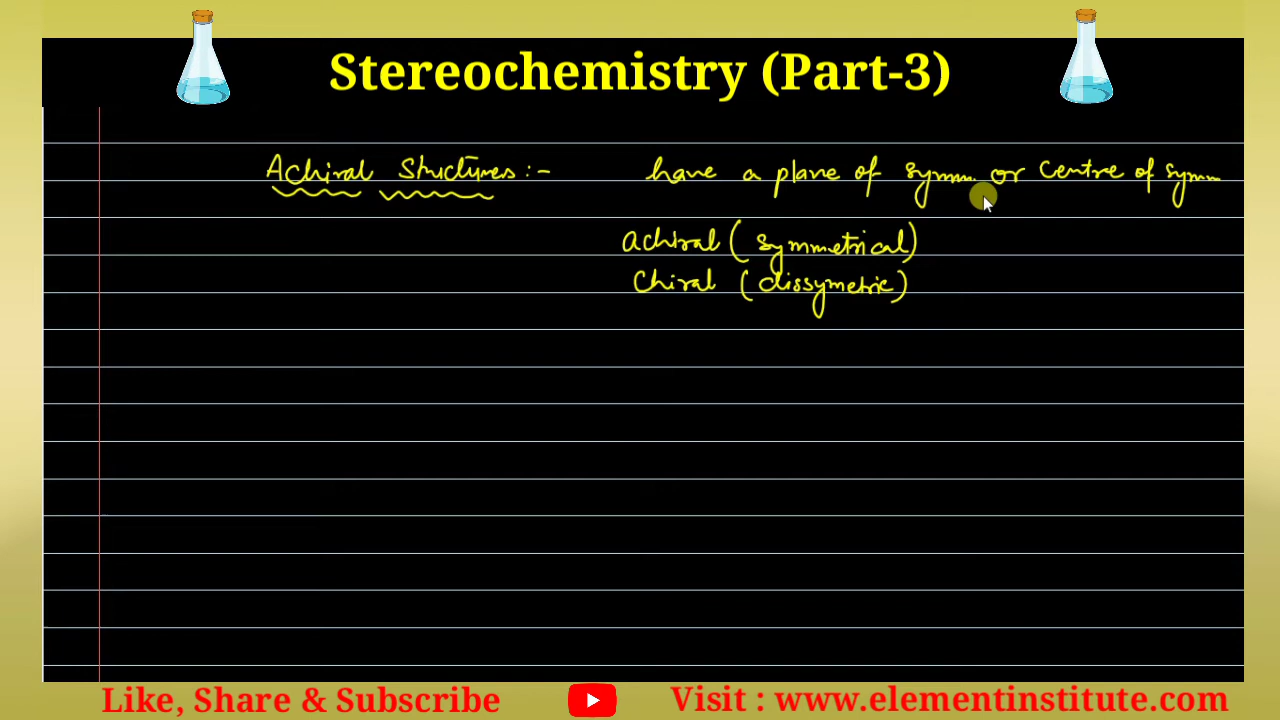 Stereochemistry (Part-3)
Achiral Structures :- have a plane of symm. or centre of symm
achiral ( symmetrical)
Chiral ( dissymetric)
Like, Share & Subscribe
Visit : www.elementinstitute.com